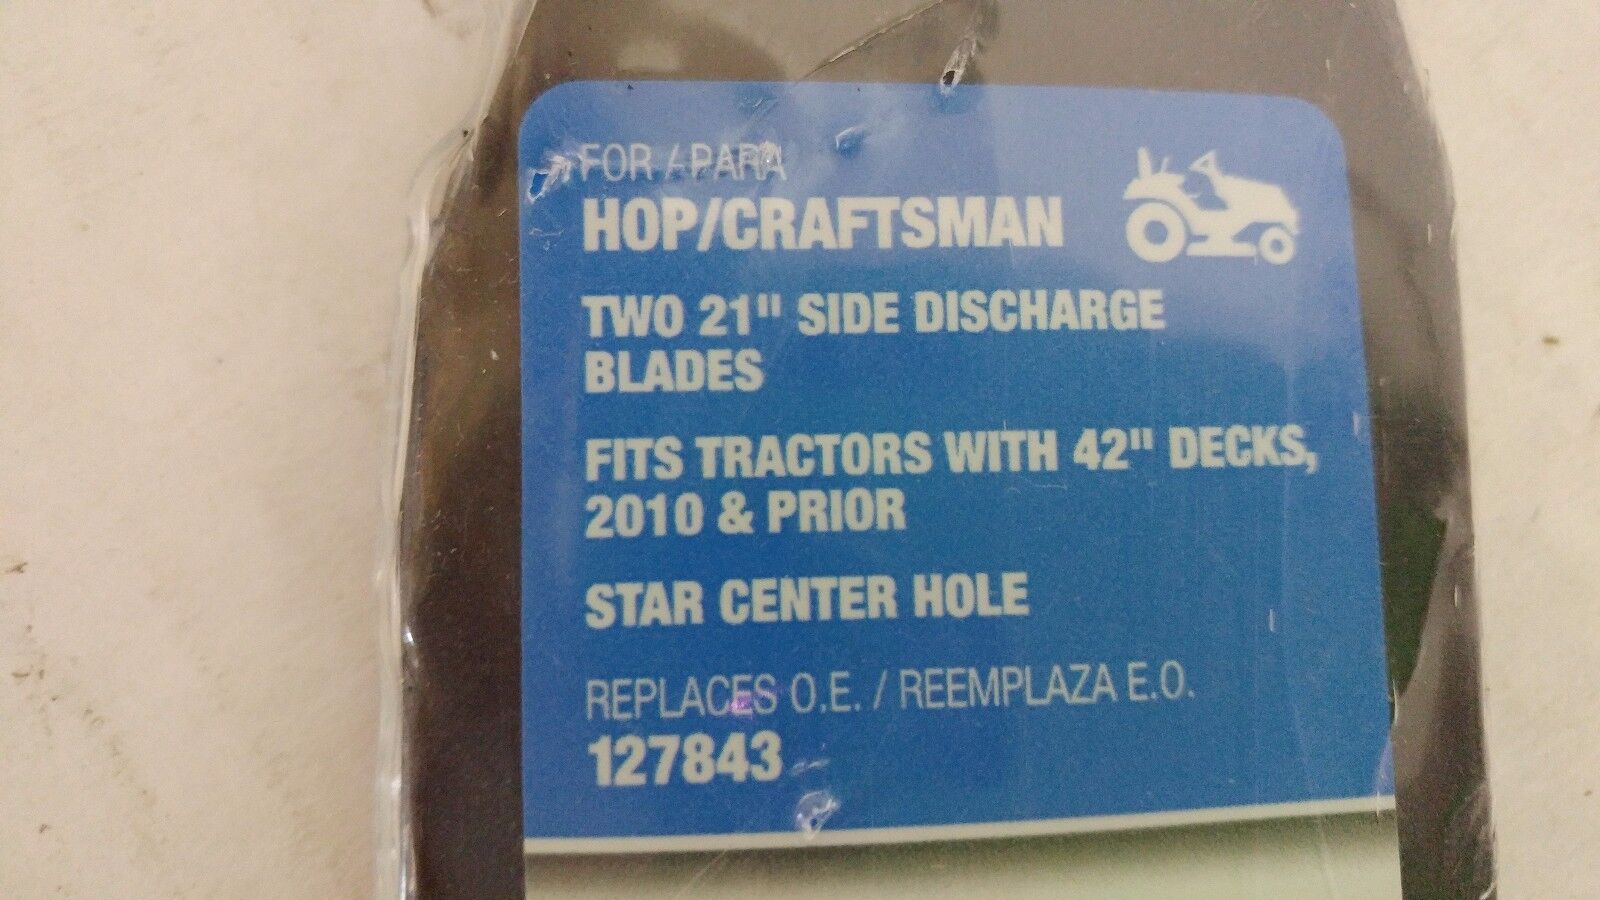 FOR / PARA
HOP/CRAFTSMAN
TWO 21" SIDE DISCHARGE
BLADES
FITS TRACTORS WITH 42" DECKS,
2010 & PRIOR
STAR CENTER HOLE
REPLACES O.E. / REEMPLAZA E.O.
127843